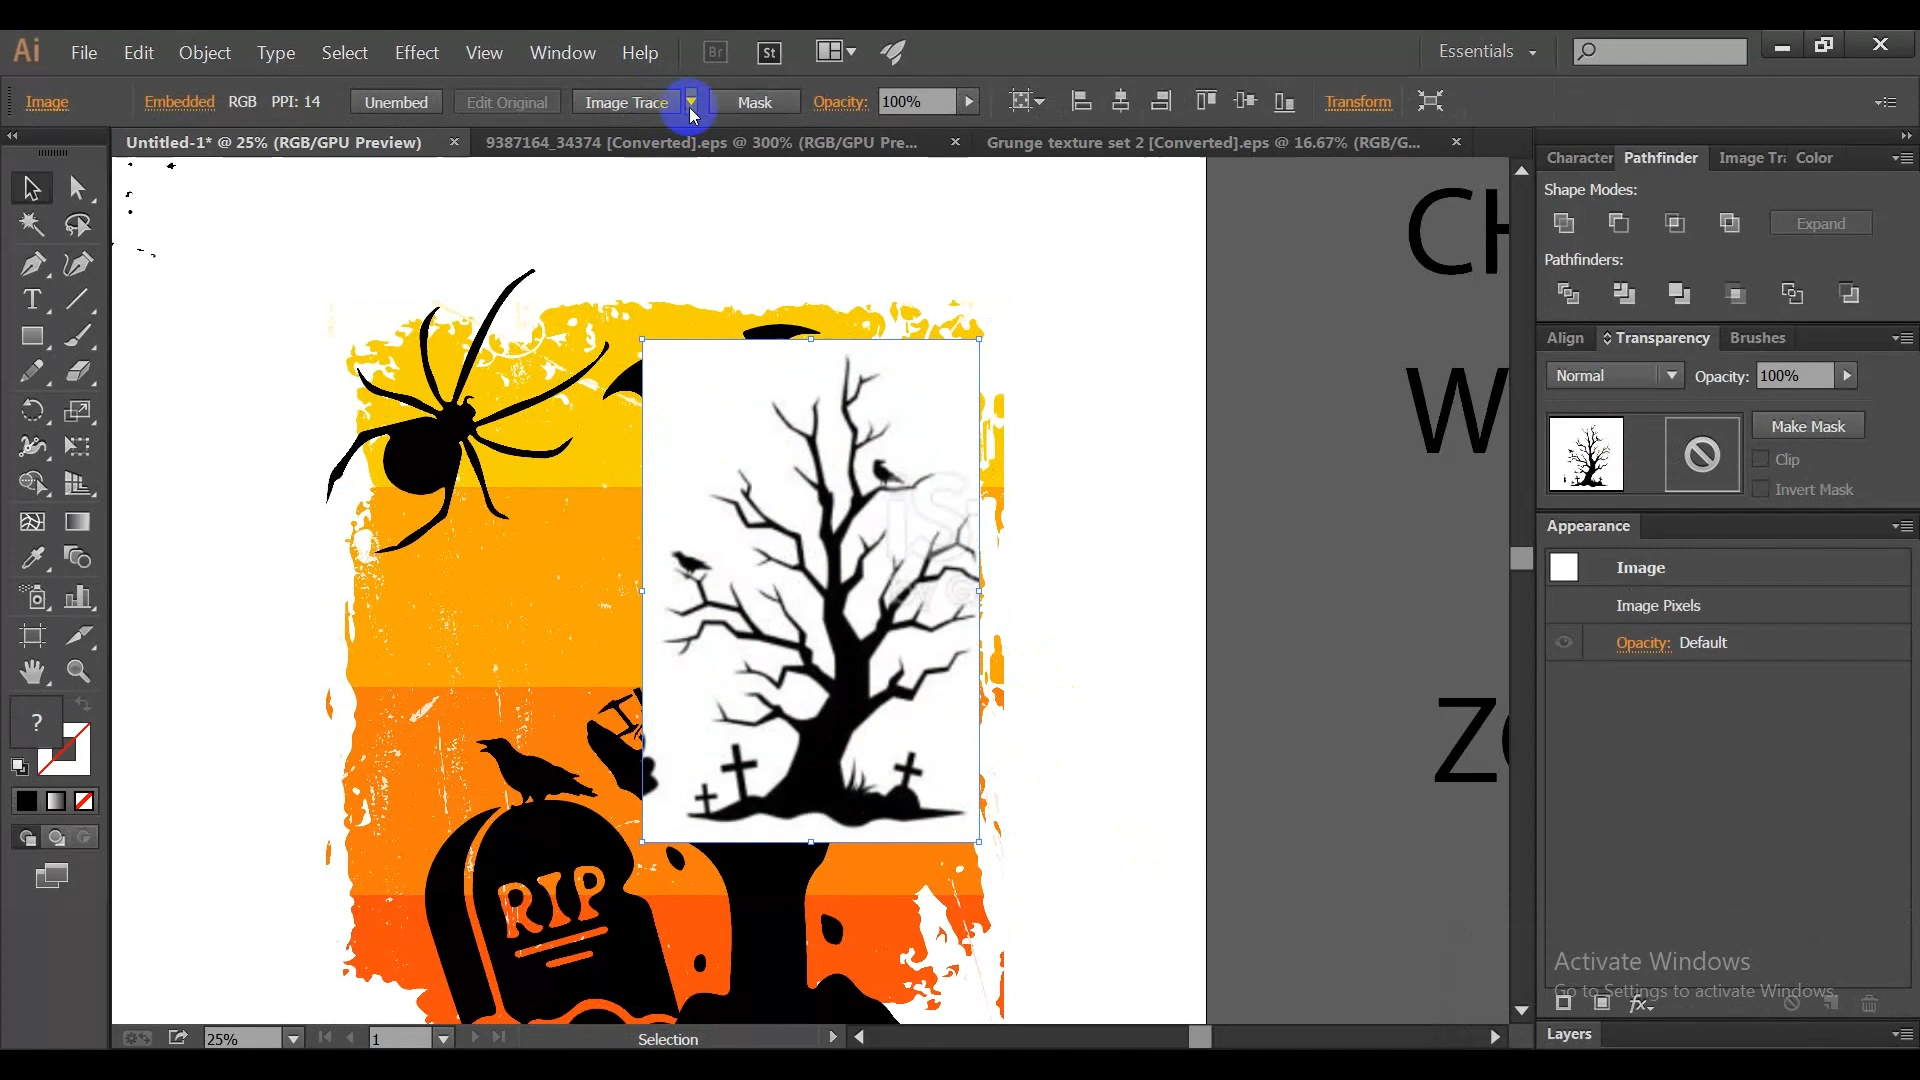 Ai File Edit Object Type Select Effect View Window Help Br St Essentials
Image Embedded RGB PPI: 14 Unembed Edit Original Image Trace Mask Opacity: 100% Transform
Untitled-1* @ 25% (RGB/GPU Preview) × 9387164_34374 [Converted].eps @ 300% (RGB/GPU Pre... × Grunge texture set 2 [Converted].eps @ 16.67% (RGB/G... ×
Character Pathfinder Image Tra Color
Shape Modes:
Expand
Pathfinders:
Align Transparency Brushes
Normal Opacity: 100%
Make Mask
Clip
Invert Mask
Appearance
Image
Image Pixels
Opacity: Default
CH
W
ZO
RIP
?
Activate Windows
Go to Settings to activate Windows.
fx
25% 1 Selection
Layers